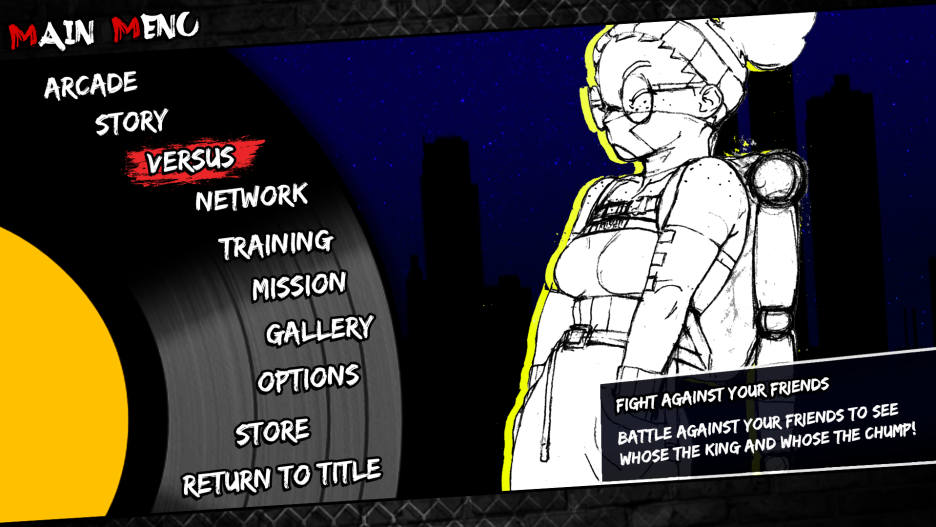 MAIN MENU
ARCADE
STORY
VERSUS
NETWORK
TRAINING
MISSION
GALLERY
OPTIONS
STORE
RETURN TO TITLE
FIGHT AGAINST YOUR FRIENDS
BATTLE AGAINST YOUR FRIENDS TO SEE
WHOSE THE KING AND WHOSE THE CHUMP!